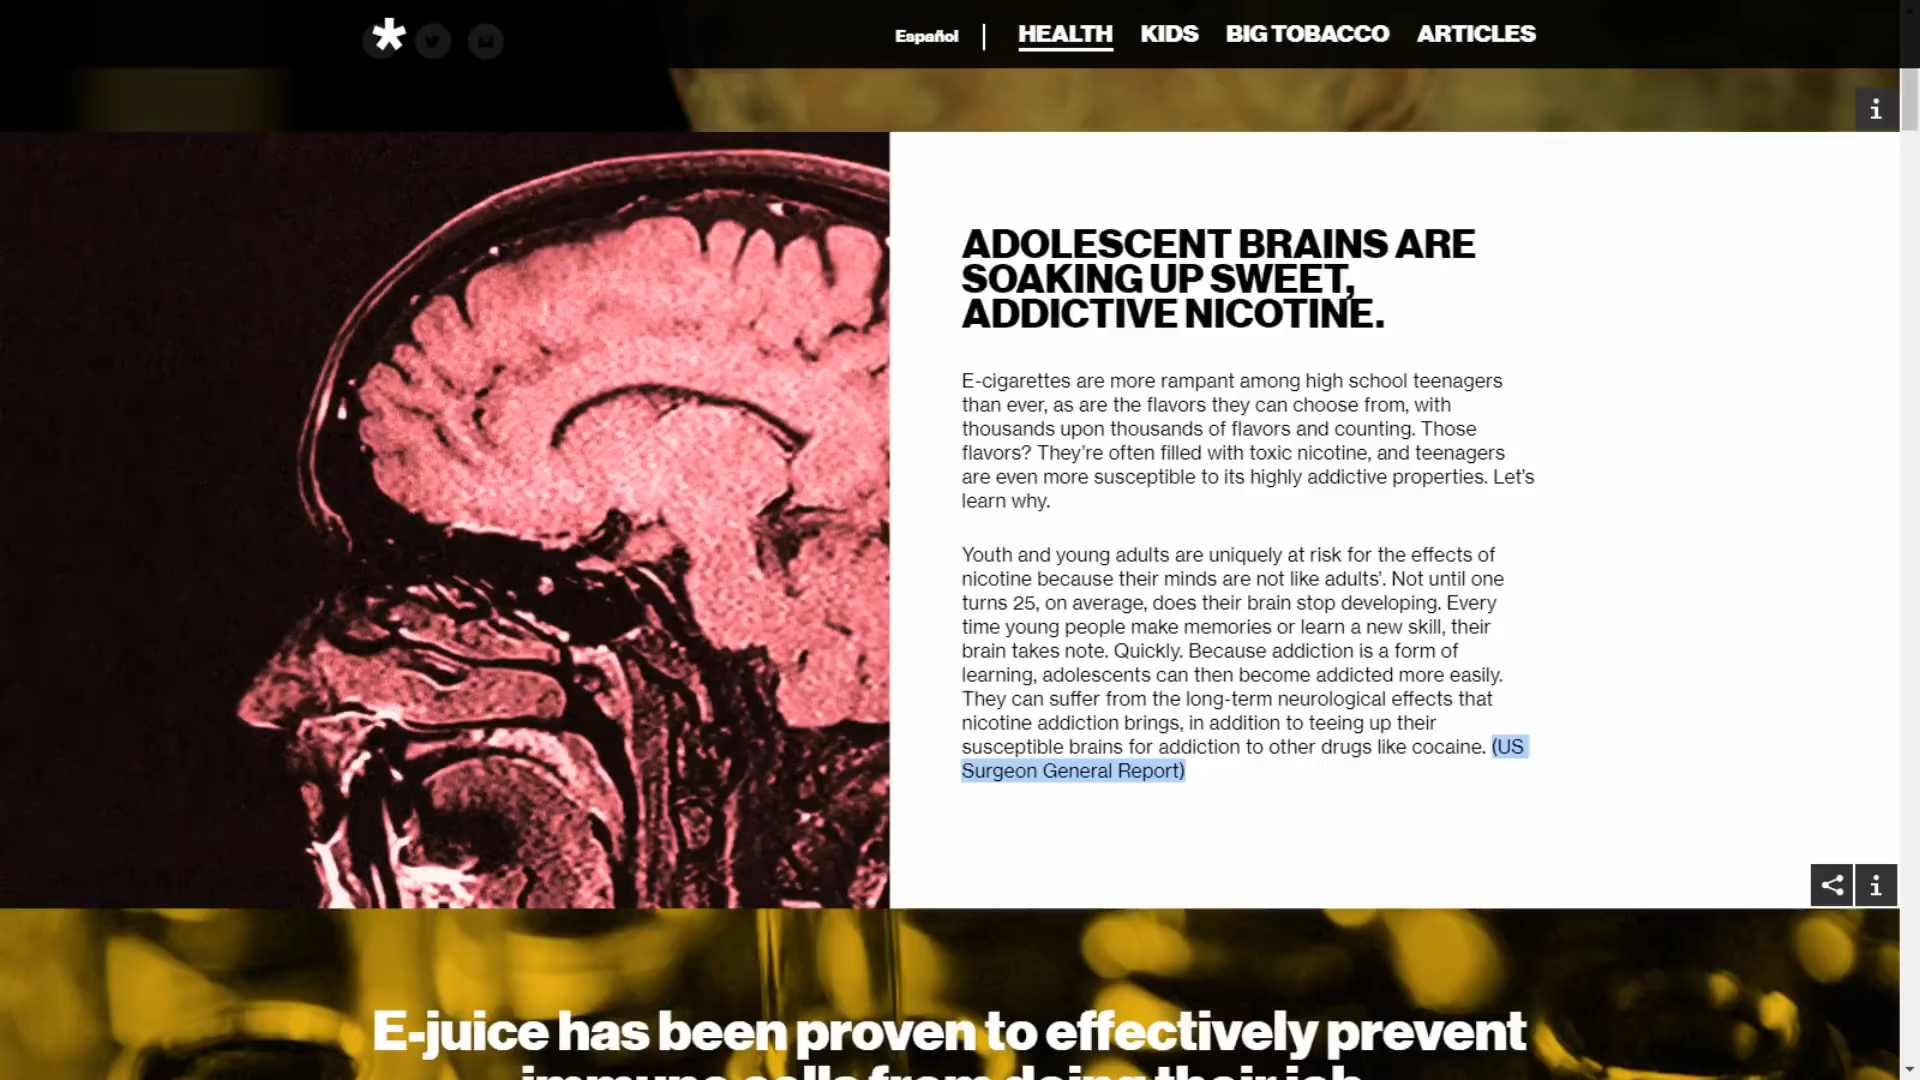 Español
HEALTH
KIDS
BIG TOBACCO
ARTICLES
i
ADOLESCENT BRAINS ARE
SOAKING UP SWEET,
ADDICTIVE NICOTINE.
E-cigarettes are more rampant among high school teenagers
than ever, as are the flavors they can choose from, with
thousands upon thousands of flavors and counting. Those
flavors? They’re often filled with toxic nicotine, and teenagers
are even more susceptible to its highly addictive properties. Let’s
learn why.
Youth and young adults are uniquely at risk for the effects of
nicotine because their minds are not like adults’. Not until one
turns 25, on average, does their brain stop developing. Every
time young people make memories or learn a new skill, their
brain takes note. Quickly. Because addiction is a form of
learning, adolescents can then become addicted more easily.
They can suffer from the long-term neurological effects that
nicotine addiction brings, in addition to teeing up their
susceptible brains for addiction to other drugs like cocaine. (US
Surgeon General Report)
i
E-juice has been proven to effectively prevent
immune cells from doing their job